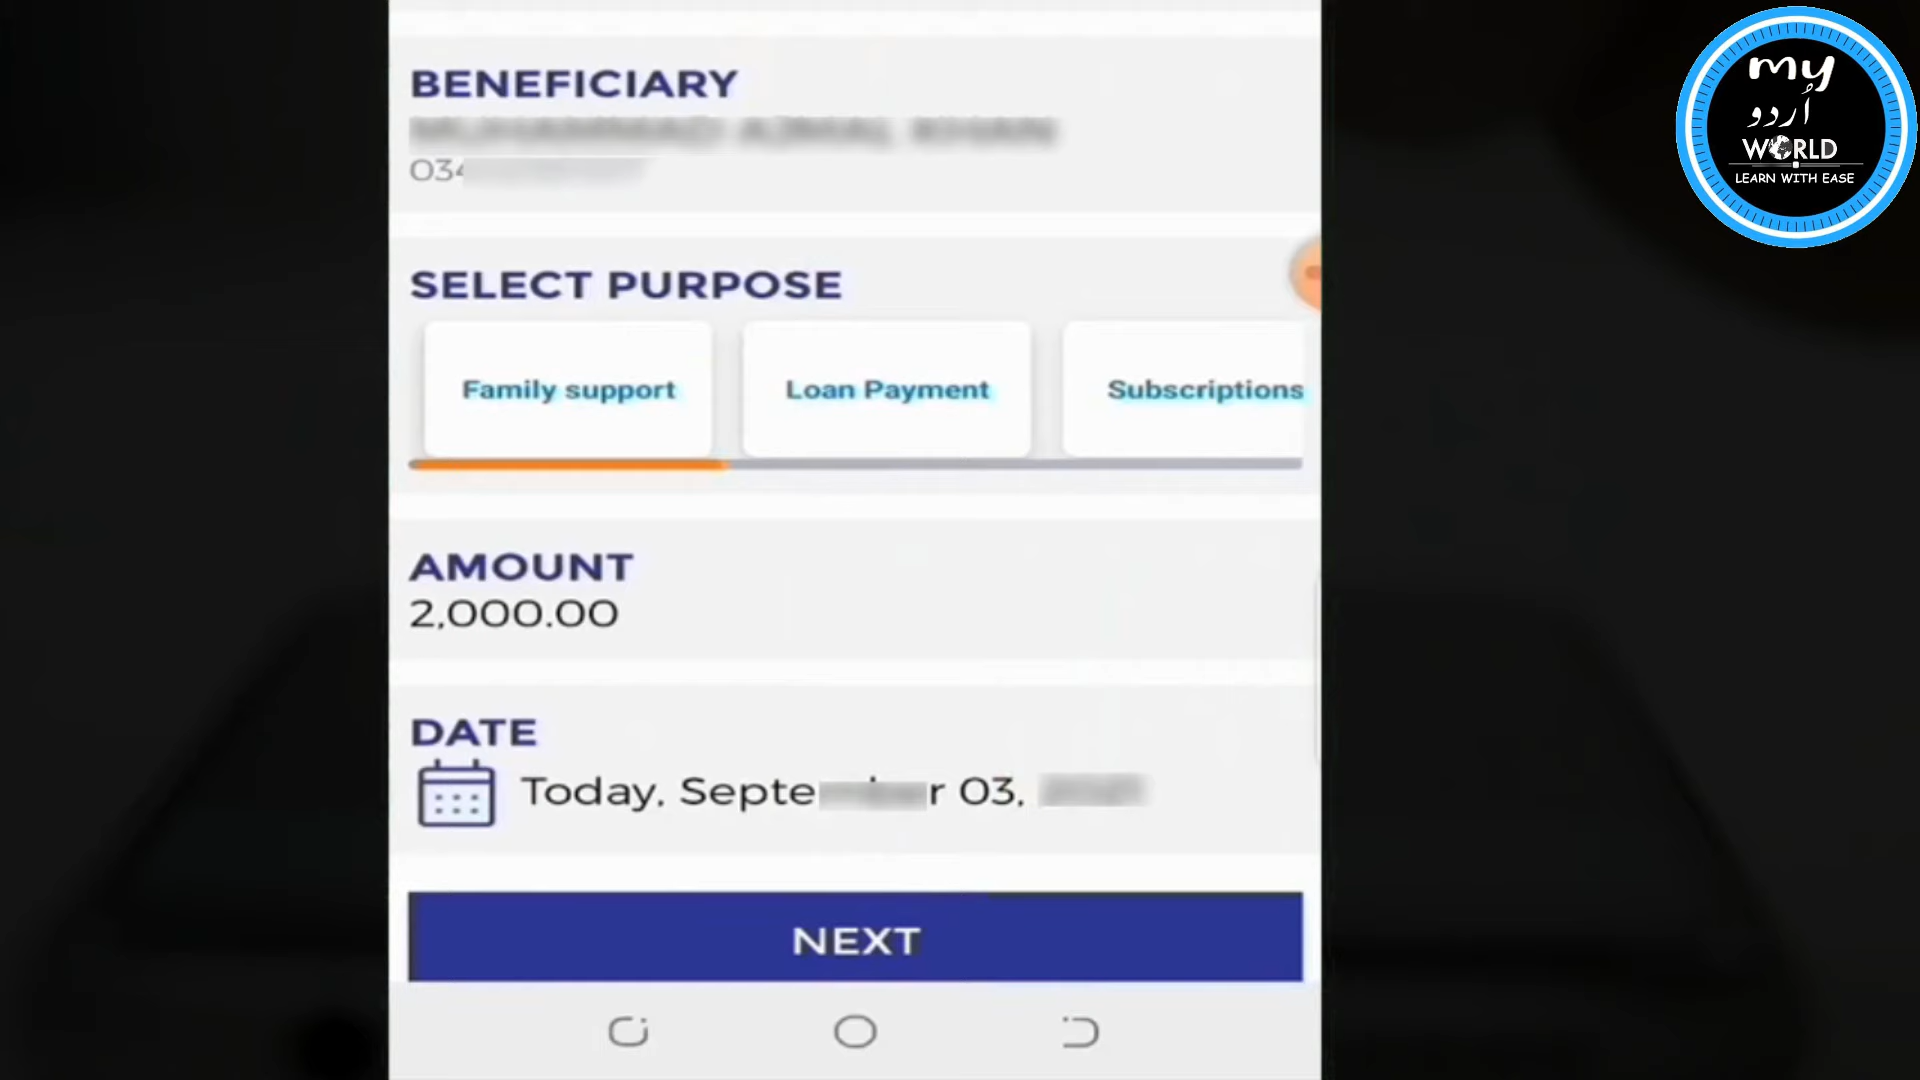 BENEFICIARY
034
SELECT PURPOSE
Family support
Loan Payment
Subscriptions
AMOUNT
2,000.00
DATE
Today, Septe r 03,
NEXT
my
اُردو
WORLD
LEARN WITH EASE